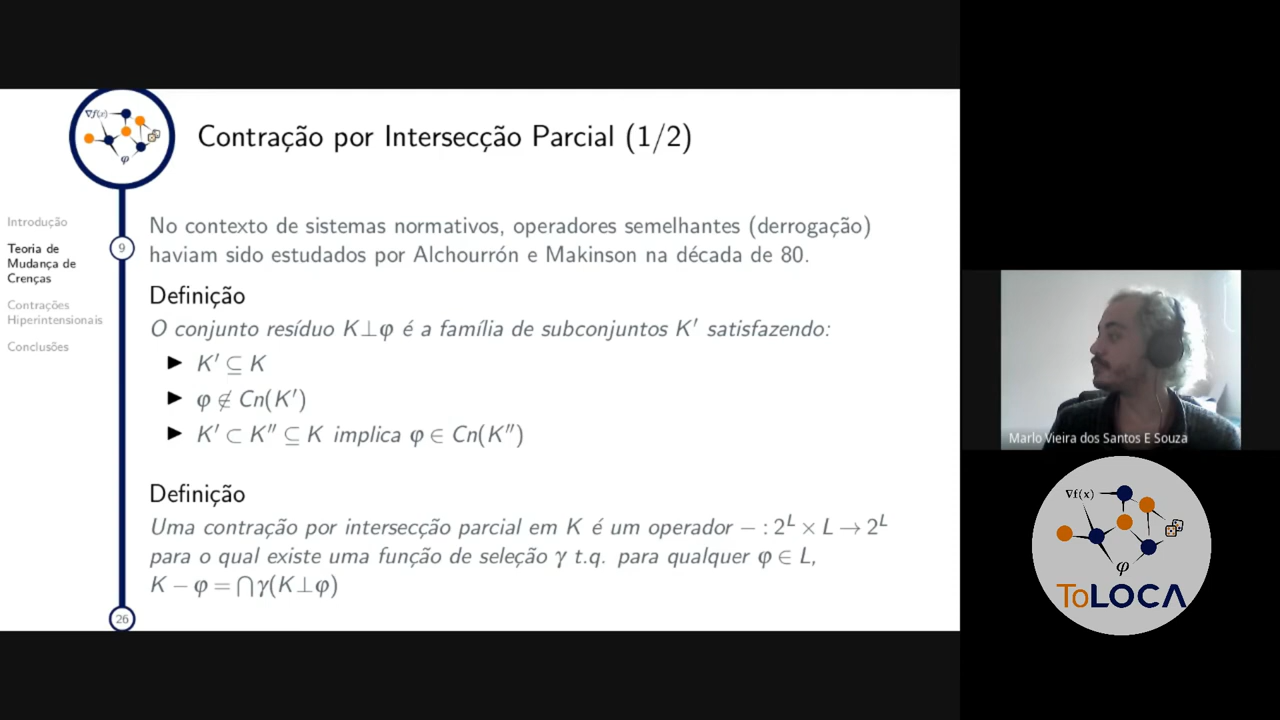 ∇f(x)
φ
Contração por Intersecção Parcial (1/2)
Introdução
Teoria de
Mudança de
Crenças
Contrações
Hiperintensionais
Conclusões
9
26
No contexto de sistemas normativos, operadores semelhantes (derrogação)
haviam sido estudados por Alchourrón e Makinson na década de 80.
Definição
O conjunto resíduo K⊥φ é a família de subconjuntos K′ satisfazendo:
▶ K′ ⊆ K
▶ φ ∉ Cn(K′)
▶ K′ ⊂ K″ ⊆ K implica φ ∈ Cn(K″)
Definição
Uma contração por intersecção parcial em K é um operador − : 2^L × L → 2^L
para o qual existe uma função de seleção γ t.q. para qualquer φ ∈ L,
K − φ = ⋂γ(K⊥φ)
Marlo Vieira dos Santos E Souza
∇f(x)
φ
ToLOCA